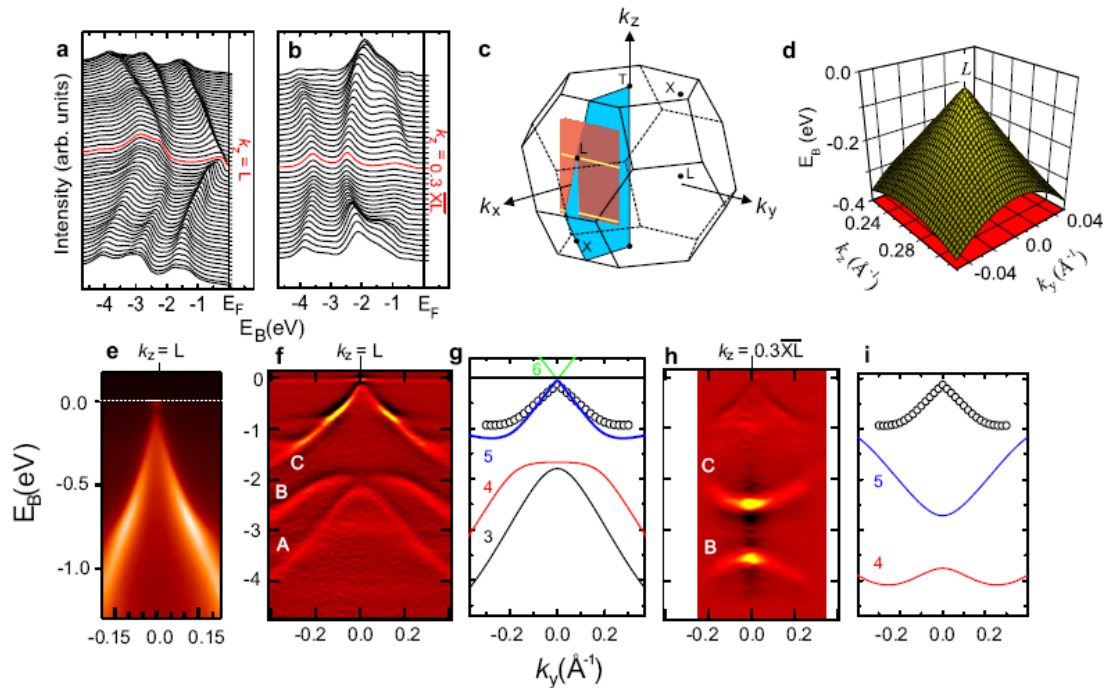 a
Intensity (arb. units)
-4 -3 -2 -1 E_F
k_z = L
b
-4 -3 -2 -1 E_F
k_z = 0.3 X̅L̅
E_B(eV)
c
k_z
T
X
L
L
k_x
k_y
X
d
L
E_B (eV)
0.0
-0.2
-0.4
0.24
0.28
k_z (Å⁻¹)
-0.04
0.0
0.04
k_y (Å⁻¹)
e
k_z = L
E_B(eV)
0.0
-0.5
-1.0
-0.15 0.0 0.15
f
k_z = L
0
-1
-2
-3
-4
C
B
A
-0.2 0.0 0.2
g
6
5
4
3
-0.2 0.0 0.2
h
k_z = 0.3X̅L̅
C
B
-0.2 0.0 0.2
i
5
4
-0.2 0.0 0.2
k_y(Å⁻¹)